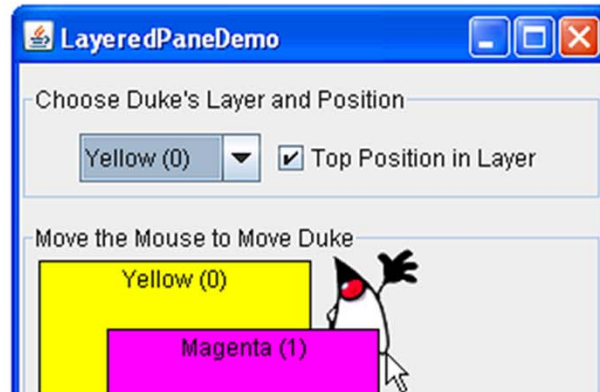 LayeredPaneDemo
Choose Duke's Layer and Position
Yellow (0) Top Position in Layer
Move the Mouse to Move Duke
Yellow (0)
Magenta (1)